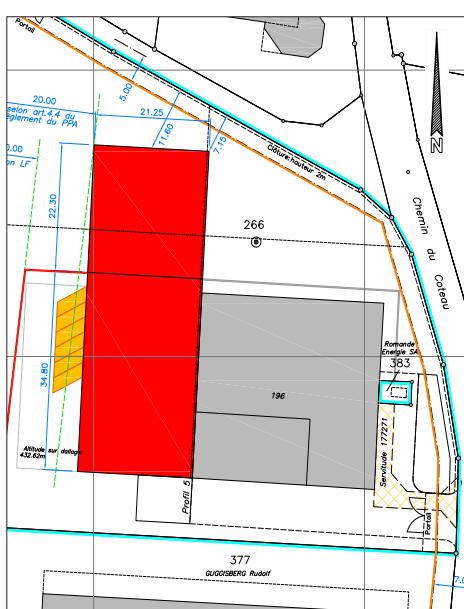 Portail
5.00
20.00
selon art.4.4 du
règlement du PPA
21.25
11.60
7.15
Clôture: hauteur 2m
N
0.00
on LF
22.30
266
Chemin du Coteau
Romande
Energie SA
383
34.80
196
Altitude sur dallage
432.62m
Servitude 177271
Profil 5
Portail
377
GUGGISBERG Rudolf
7.0